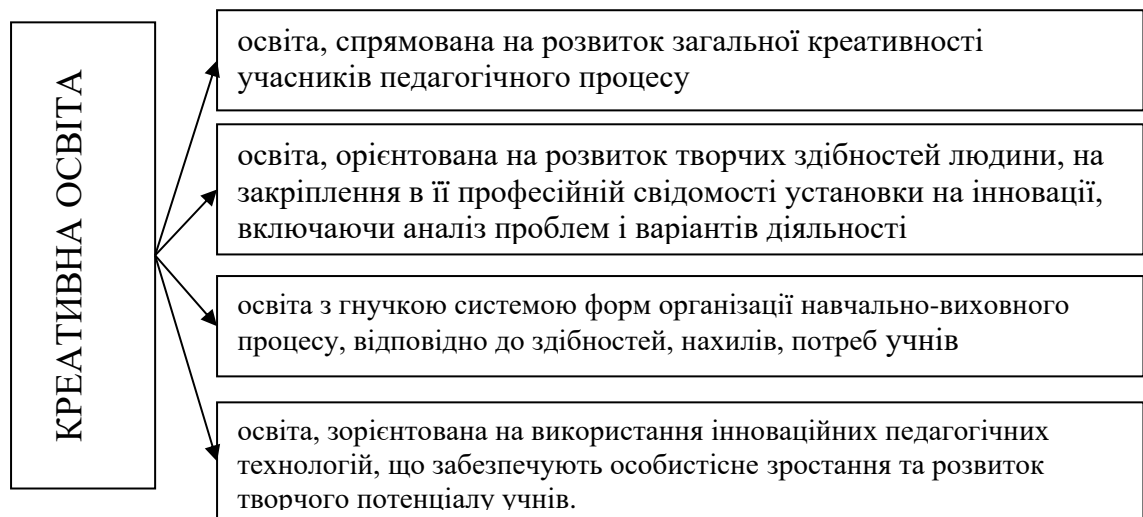 КРЕАТИВНА ОСВІТА
освіта, спрямована на розвиток загальної креативності
учасників педагогічного процесу
освіта, орієнтована на розвиток творчих здібностей людини, на
закріплення в її професійній свідомості установки на інновації,
включаючи аналіз проблем і варіантів діяльності
освіта з гнучкою системою форм організації навчально-виховного
процесу, відповідно до здібностей, нахилів, потреб учнів
освіта, зорієнтована на використання інноваційних педагогічних
технологій, що забезпечують особистісне зростання та розвиток
творчого потенціалу учнів.